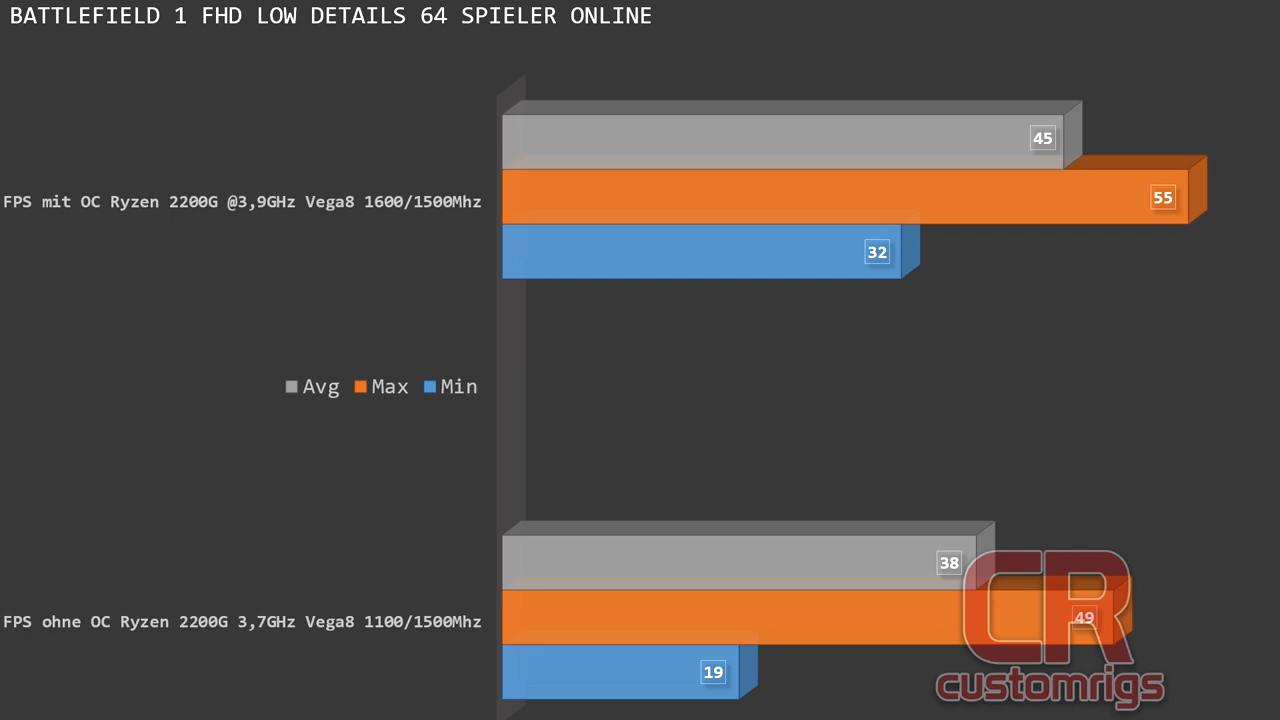 BATTLEFIELD 1 FHD LOW DETAILS 64 SPIELER ONLINE
45
FPS mit OC Ryzen 2200G @3,9GHz Vega8 1600/1500Mhz
55
32
Avg Max Min
38
FPS ohne OC Ryzen 2200G 3,7GHz Vega8 1100/1500Mhz
49
19
CR
customrigs